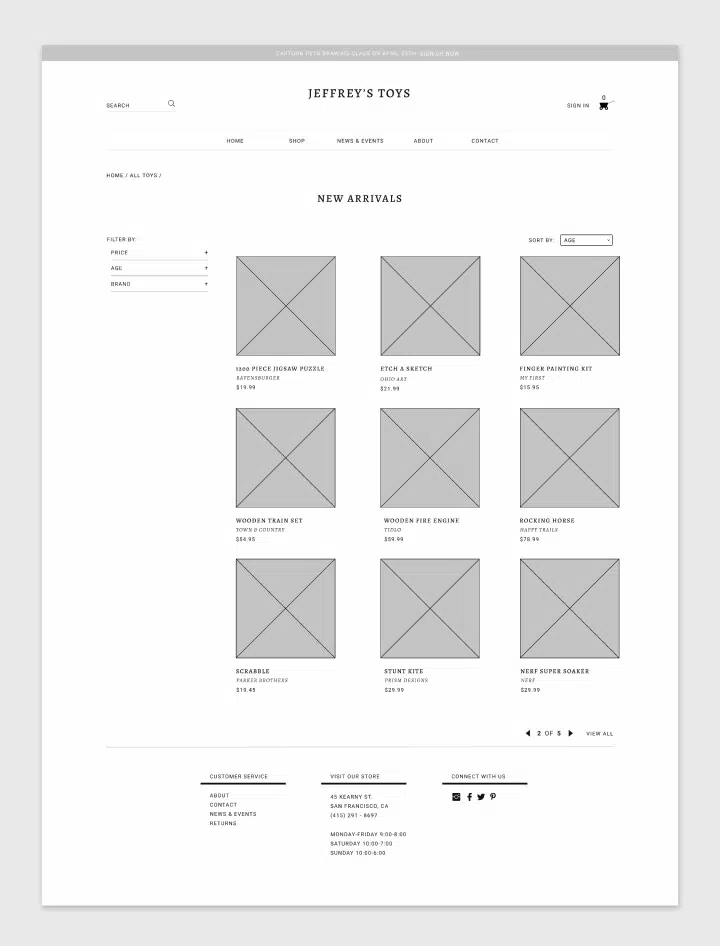 CARTOON PETS DRAWING CLASS ON APRIL 25TH. SIGN UP NOW
JEFFREY'S TOYS
SEARCH
SIGN IN
0
HOME
SHOP
NEWS & EVENTS
ABOUT
CONTACT
HOME / ALL TOYS /
NEW ARRIVALS
FILTER BY:
SORT BY:
AGE
PRICE +
AGE +
BRAND +
1200 PIECE JIGSAW PUZZLE
RAVENSBURGER
$19.99
ETCH A SKETCH
OHIO ART
$21.99
FINGER PAINTING KIT
MY FIRST
$15.95
WOODEN TRAIN SET
TOWN & COUNTRY
$54.95
WOODEN FIRE ENGINE
TIDLO
$59.99
ROCKING HORSE
HAPPY TRAILS
$79.99
SCRABBLE
PARKER BROTHERS
$19.45
STUNT KITE
PRISM DESIGNS
$29.99
NERF SUPER SOAKER
NERF
$29.99
2 OF 5
VIEW ALL
CUSTOMER SERVICE
ABOUT
CONTACT
NEWS & EVENTS
RETURNS
VISIT OUR STORE
45 KEARNY ST.
SAN FRANCISCO, CA
(415) 291 - 8697
MONDAY-FRIDAY 9:00-8:00
SATURDAY 10:00-7:00
SUNDAY 10:00-6:00
CONNECT WITH US